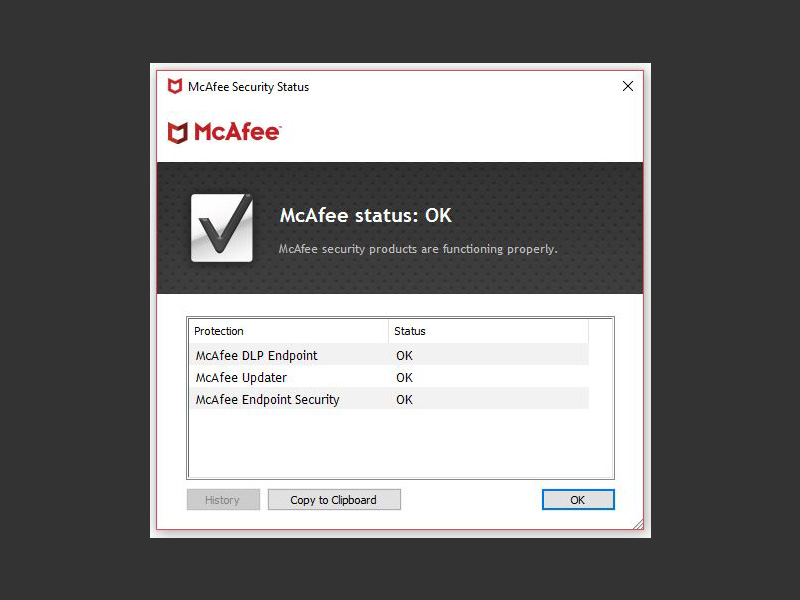 McAfee Security Status
McAfee™
McAfee status: OK
McAfee security products are functioning properly.
Protection Status
McAfee DLP Endpoint OK
McAfee Updater OK
McAfee Endpoint Security OK
History Copy to Clipboard OK